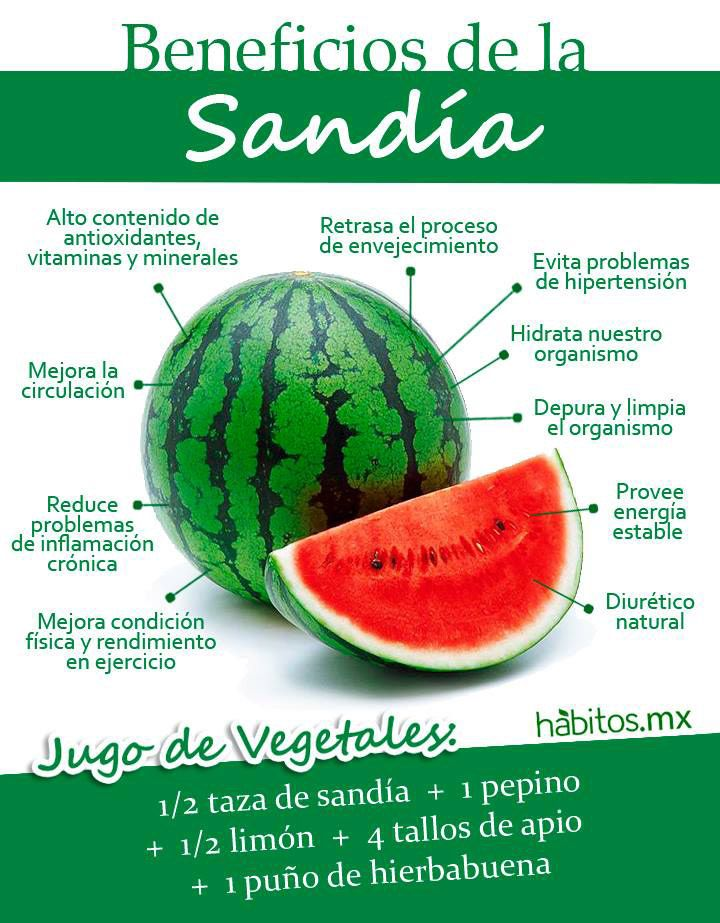 Beneficios de la
Sandía
Alto contenido de
antioxidantes,
vitaminas y minerales
Retrasa el proceso
de envejecimiento
Evita problemas
de hipertensión
Hidrata nuestro
organismo
Mejora la
circulación
Depura y limpia
el organismo
Reduce
problemas
de inflamación
crónica
Provee
energía
estable
Mejora condición
física y rendimiento
en ejercicio
Diurético
natural
hàbitos.mx
Jugo de Vegetales:
1/2 taza de sandía + 1 pepino
+ 1/2 limón + 4 tallos de apio
+ 1 puño de hierbabuena